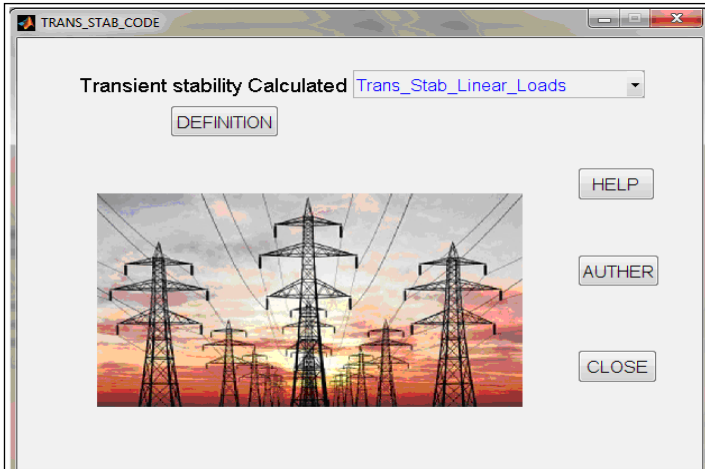 TRANS_STAB_CODE
Transient stability Calculated Trans_Stab_Linear_Loads
DEFINITION
HELP
AUTHER
CLOSE